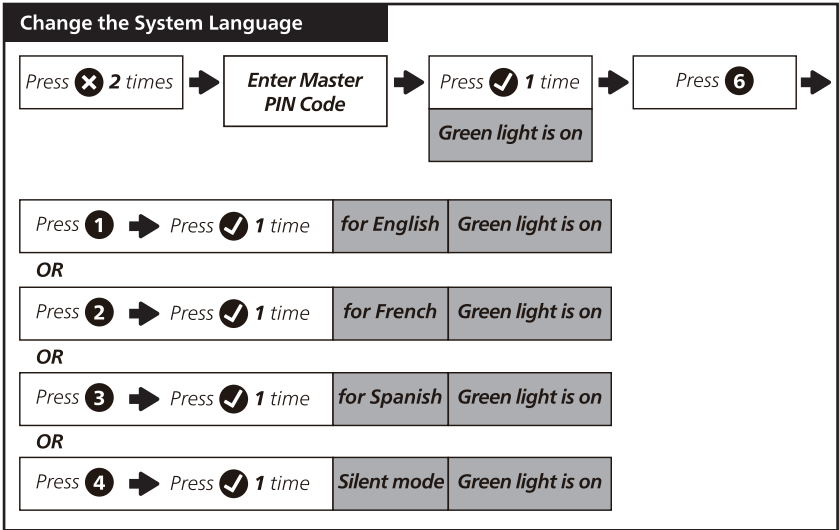 Change the System Language
Press ✖ 2 times
Enter Master
PIN Code
Press ✔ 1 time
Green light is on
Press 6
Press 1 Press ✔ 1 time for English Green light is on
OR
Press 2 Press ✔ 1 time for French Green light is on
OR
Press 3 Press ✔ 1 time for Spanish Green light is on
OR
Press 4 Press ✔ 1 time Silent mode Green light is on